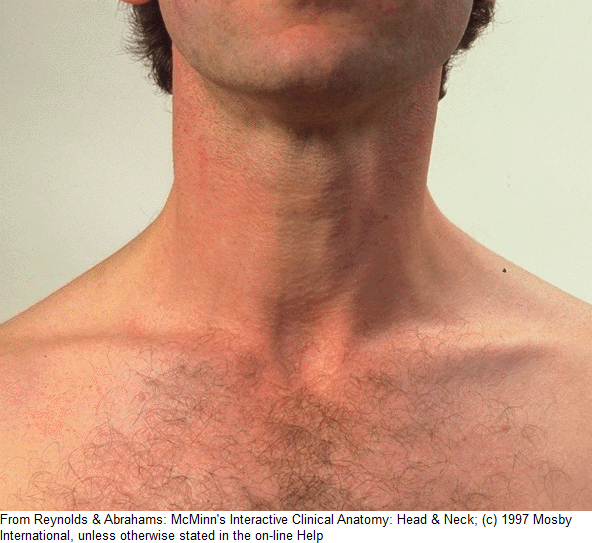 From Reynolds & Abrahams: McMinn's Interactive Clinical Anatomy: Head & Neck; (c) 1997 Mosby
International, unless otherwise stated in the on-line Help